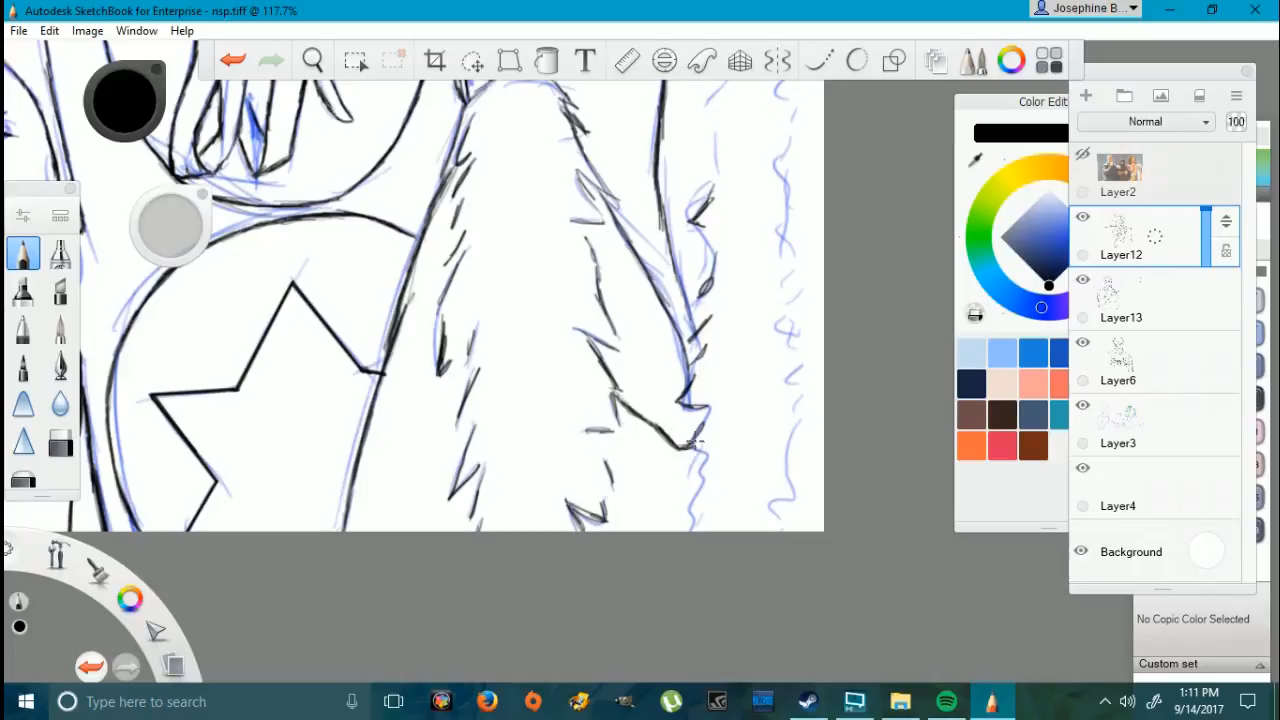 Autodesk SketchBook for Enterprise - nsp.tiff @ 117.7%
Josephine B...
File Edit Image Window Help
T
Color Edi
Normal
100
Layer2
Layer12
Layer13
Layer6
Layer3
Layer4
Background
No Copic Color Selected
Custom set
Type here to search
1:11 PM
9/14/2017